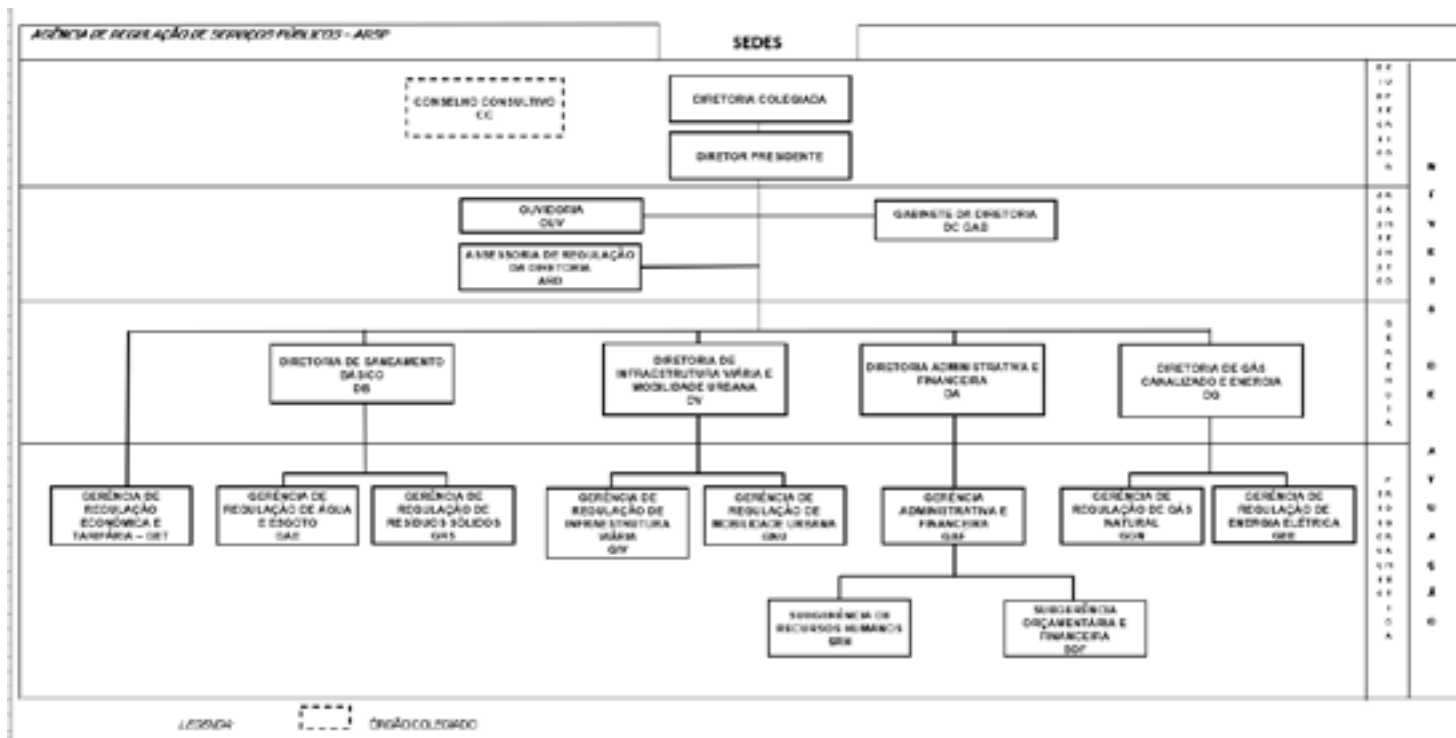 AGÊNCIA DE REGULAÇÃO DE SERVIÇOS PÚBLICOS – ARSP
SEDES
CONSELHO CONSULTIVO
CC
DIRETORIA COLEGIADA
DIRETOR PRESIDENTE
OUVIDORIA
OUV
GABINETE DA DIRETORIA
DC GAB
ASSESSORIA DE REGULAÇÃO
DA DIRETORIA
ARD
DIRETORIA DE SANEAMENTO
BÁSICO
DB
DIRETORIA DE
INFRAESTRUTURA VIÁRIA E
MOBILIDADE URBANA
DV
DIRETORIA ADMINISTRATIVA E
FINANCEIRA
DA
DIRETORIA DE GÁS
CANALIZADO E ENERGIA
DG
GERÊNCIA DE
REGULAÇÃO
ECONÔMICA E
TARIFÁRIA – GET
GERÊNCIA DE
REGULAÇÃO DE ÁGUA
E ESGOTO
GAE
GERÊNCIA DE
REGULAÇÃO DE
RESÍDUOS SÓLIDOS
GRS
GERÊNCIA DE
REGULAÇÃO DE
INFRAESTRUTURA
VIÁRIA
GIV
GERÊNCIA DE
REGULAÇÃO DE
MOBILIDADE URBANA
GMU
GERÊNCIA
ADMINISTRATIVA E
FINANCEIRA
GAF
GERÊNCIA DE
REGULAÇÃO DE GÁS
NATURAL
GGN
GERÊNCIA DE
REGULAÇÃO DE
ENERGIA ELÉTRICA
GEE
SUBGERÊNCIA DE
RECURSOS HUMANOS
SRH
SUBGERÊNCIA
ORÇAMENTÁRIA E
FINANCEIRA
SOF
GERÊNCIA
NÍVEIS DE ATUAÇÃO
LEGENDA:
ÓRGÃO COLEGIADO